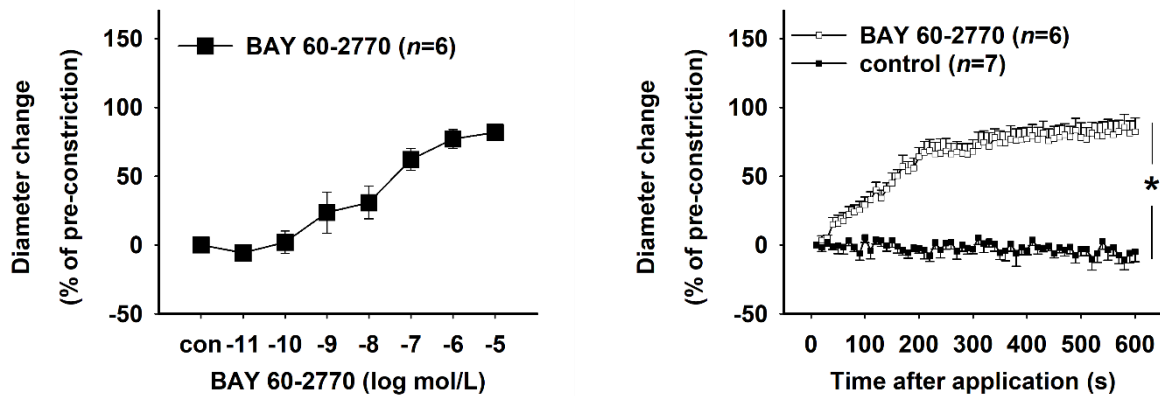 150
100
50
0
-50
Diameter change
(% of pre-constriction)
BAY 60-2770 (n=6)
con -11 -10 -9 -8 -7 -6 -5
BAY 60-2770 (log mol/L)
150
100
50
0
-50
Diameter change
(% of pre-constriction)
BAY 60-2770 (n=6)
control (n=7)
*
0 100 200 300 400 500 600
Time after application (s)